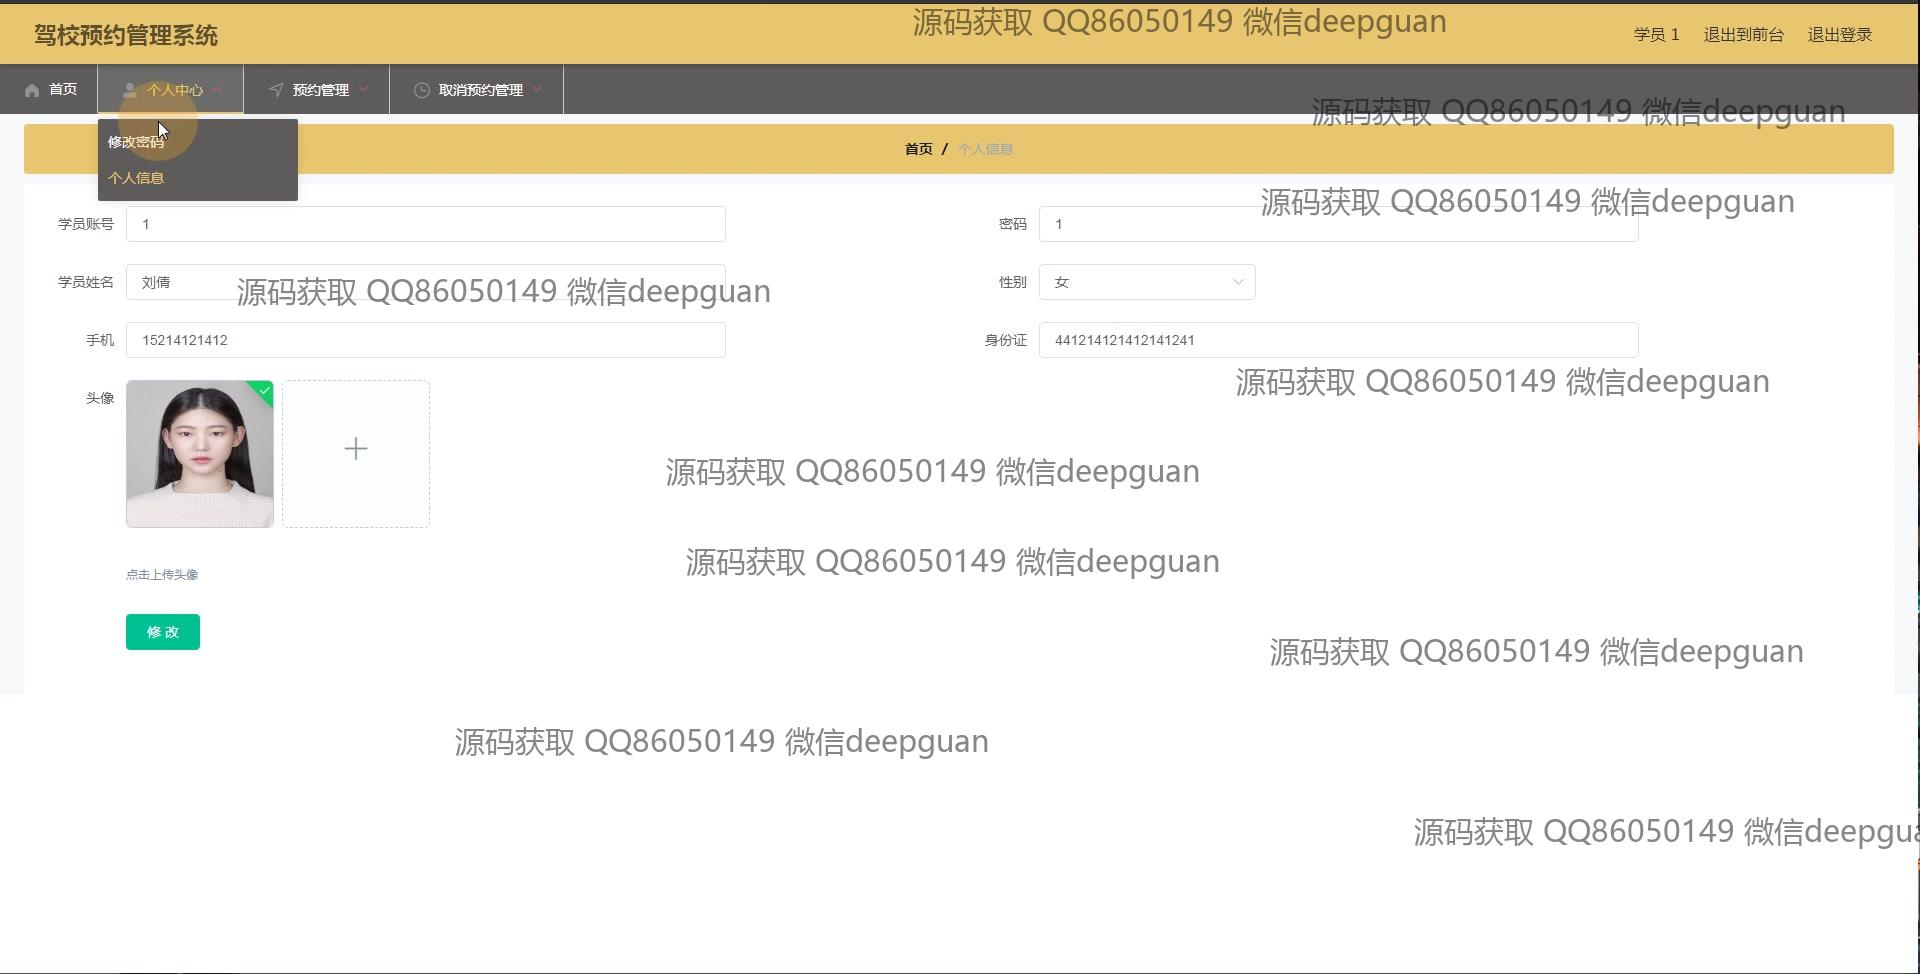 驾校预约管理系统
源码获取 QQ86050149 微信deepguan
学员 1 退出到前台 退出登录
首页 个人中心 预约管理 取消预约管理
源码获取 QQ86050149 微信deepguan
修改密码
首页 / 个人信息
个人信息
源码获取 QQ86050149 微信deepguan
学员账号 1 密码 1
学员姓名 刘倩 性别 女
源码获取 QQ86050149 微信deepguan
手机 15214121412 身份证 441214121412141241
源码获取 QQ86050149 微信deepguan
头像
源码获取 QQ86050149 微信deepguan
源码获取 QQ86050149 微信deepguan
点击上传头像
修改
源码获取 QQ86050149 微信deepguan
源码获取 QQ86050149 微信deepguan
源码获取 QQ86050149 微信deepgua